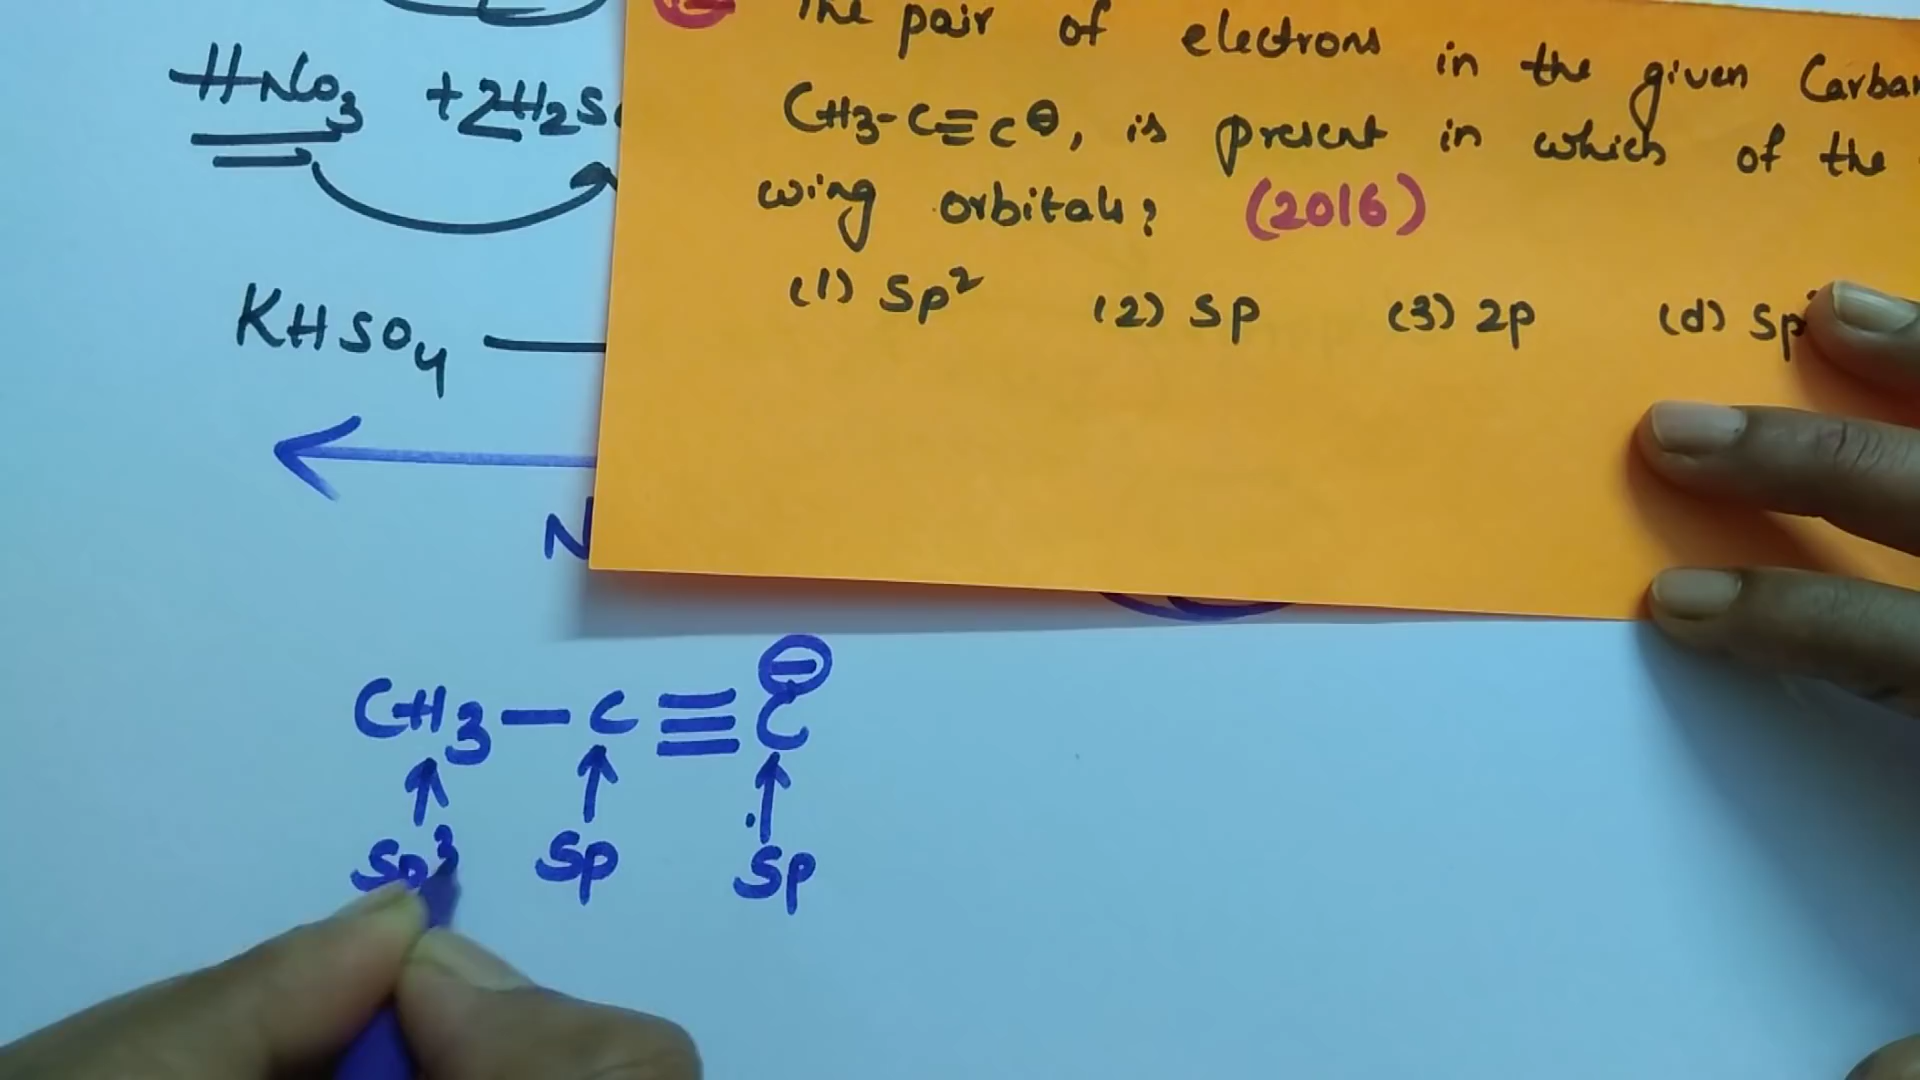 The pair of electrons in the given Carban
CH3-C≡C⊖, is present in which of the
wing orbitals? (2016)
(1) Sp² (2) Sp (3) 2p (d) Sp
HNO3 + 2H2S
KHSO4
N
CH3-C≡C⊖
Sp3 Sp Sp